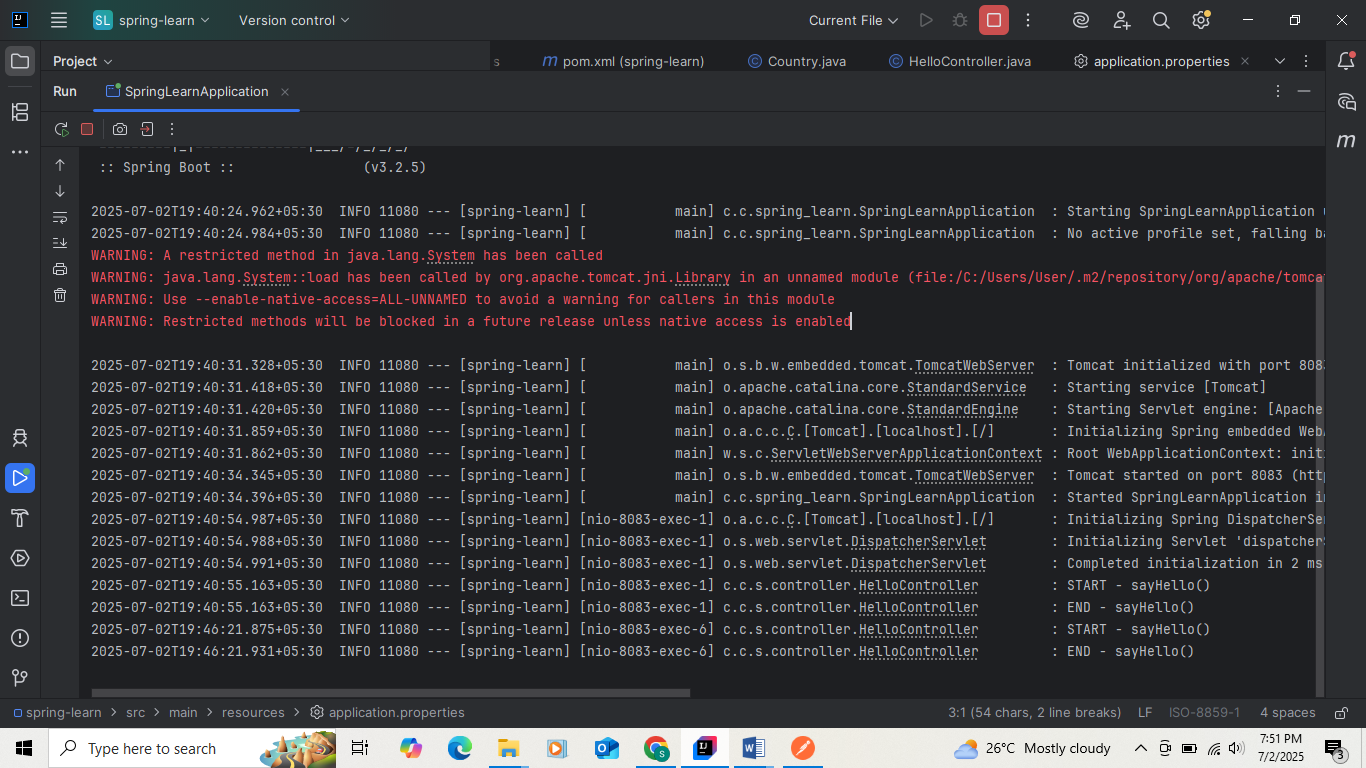 SL spring-learn Version control Current File
Project
s
pom.xml (spring-learn) Country.java HelloController.java application.properties
Run SpringLearnApplication
:: Spring Boot :: (v3.2.5)
2025-07-02T19:40:24.962+05:30 INFO 11080 --- [spring-learn] [ main] c.c.spring_learn.SpringLearnApplication : Starting SpringLearnApplication
2025-07-02T19:40:24.984+05:30 INFO 11080 --- [spring-learn] [ main] c.c.spring_learn.SpringLearnApplication : No active profile set, falling ba
WARNING: A restricted method in java.lang.System has been called
WARNING: java.lang.System::load has been called by org.apache.tomcat.jni.Library in an unnamed module (file:/C:/Users/User/.m2/repository/org/apache/tomca
WARNING: Use --enable-native-access=ALL-UNNAMED to avoid a warning for callers in this module
WARNING: Restricted methods will be blocked in a future release unless native access is enabled
2025-07-02T19:40:31.328+05:30 INFO 11080 --- [spring-learn] [ main] o.s.b.w.embedded.tomcat.TomcatWebServer : Tomcat initialized with port 808
2025-07-02T19:40:31.418+05:30 INFO 11080 --- [spring-learn] [ main] o.apache.catalina.core.StandardService : Starting service [Tomcat]
2025-07-02T19:40:31.420+05:30 INFO 11080 --- [spring-learn] [ main] o.apache.catalina.core.StandardEngine : Starting Servlet engine: [Apache
2025-07-02T19:40:31.859+05:30 INFO 11080 --- [spring-learn] [ main] o.a.c.c.C.[Tomcat].[localhost].[/] : Initializing Spring embedded Web
2025-07-02T19:40:31.862+05:30 INFO 11080 --- [spring-learn] [ main] w.s.c.ServletWebServerApplicationContext : Root WebApplicationContext: init
2025-07-02T19:40:34.345+05:30 INFO 11080 --- [spring-learn] [ main] o.s.b.w.embedded.tomcat.TomcatWebServer : Tomcat started on port 8083 (htt
2025-07-02T19:40:34.396+05:30 INFO 11080 --- [spring-learn] [ main] c.c.spring_learn.SpringLearnApplication : Started SpringLearnApplication in
2025-07-02T19:40:54.987+05:30 INFO 11080 --- [spring-learn] [nio-8083-exec-1] o.a.c.c.C.[Tomcat].[localhost].[/] : Initializing Spring DispatcherSe
2025-07-02T19:40:54.988+05:30 INFO 11080 --- [spring-learn] [nio-8083-exec-1] o.s.web.servlet.DispatcherServlet : Initializing Servlet 'dispatcherS
2025-07-02T19:40:54.991+05:30 INFO 11080 --- [spring-learn] [nio-8083-exec-1] o.s.web.servlet.DispatcherServlet : Completed initialization in 2 ms
2025-07-02T19:40:55.163+05:30 INFO 11080 --- [spring-learn] [nio-8083-exec-1] c.c.s.controller.HelloController : START - sayHello()
2025-07-02T19:40:55.163+05:30 INFO 11080 --- [spring-learn] [nio-8083-exec-1] c.c.s.controller.HelloController : END - sayHello()
2025-07-02T19:46:21.875+05:30 INFO 11080 --- [spring-learn] [nio-8083-exec-6] c.c.s.controller.HelloController : START - sayHello()
2025-07-02T19:46:21.931+05:30 INFO 11080 --- [spring-learn] [nio-8083-exec-6] c.c.s.controller.HelloController : END - sayHello()
spring-learn > src > main > resources > application.properties 3:1 (54 chars, 2 line breaks) LF ISO-8859-1 4 spaces
Type here to search 26°C Mostly cloudy 7:51 PM
7/2/2025 3